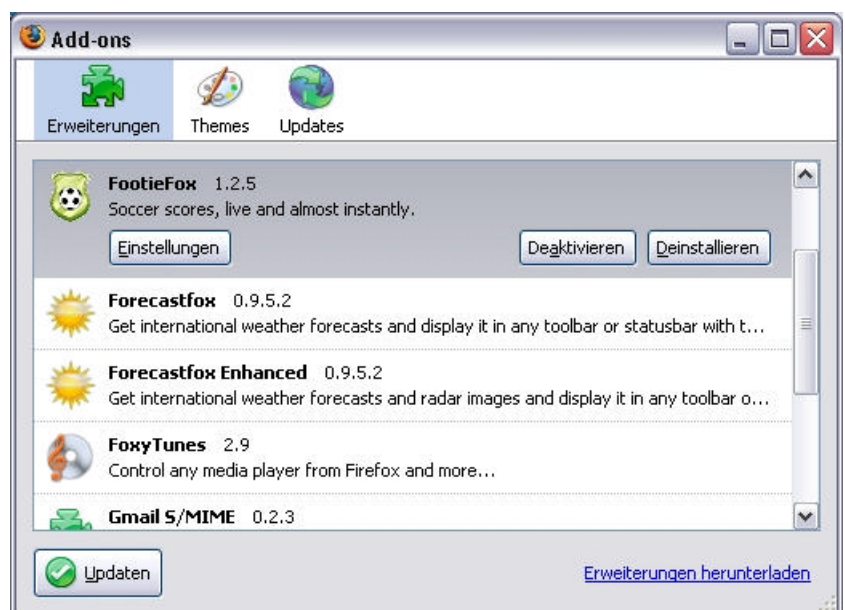 Add-ons
Erweiterungen Themes Updates
FootieFox 1.2.5
Soccer scores, live and almost instantly.
Einstellungen Deaktivieren Deinstallieren
Forecastfox 0.9.5.2
Get international weather forecasts and display it in any toolbar or statusbar with t...
Forecastfox Enhanced 0.9.5.2
Get international weather forecasts and radar images and display it in any toolbar o...
FoxyTunes 2.9
Control any media player from Firefox and more...
Gmail S/MIME 0.2.3
Updaten Erweiterungen herunterladen